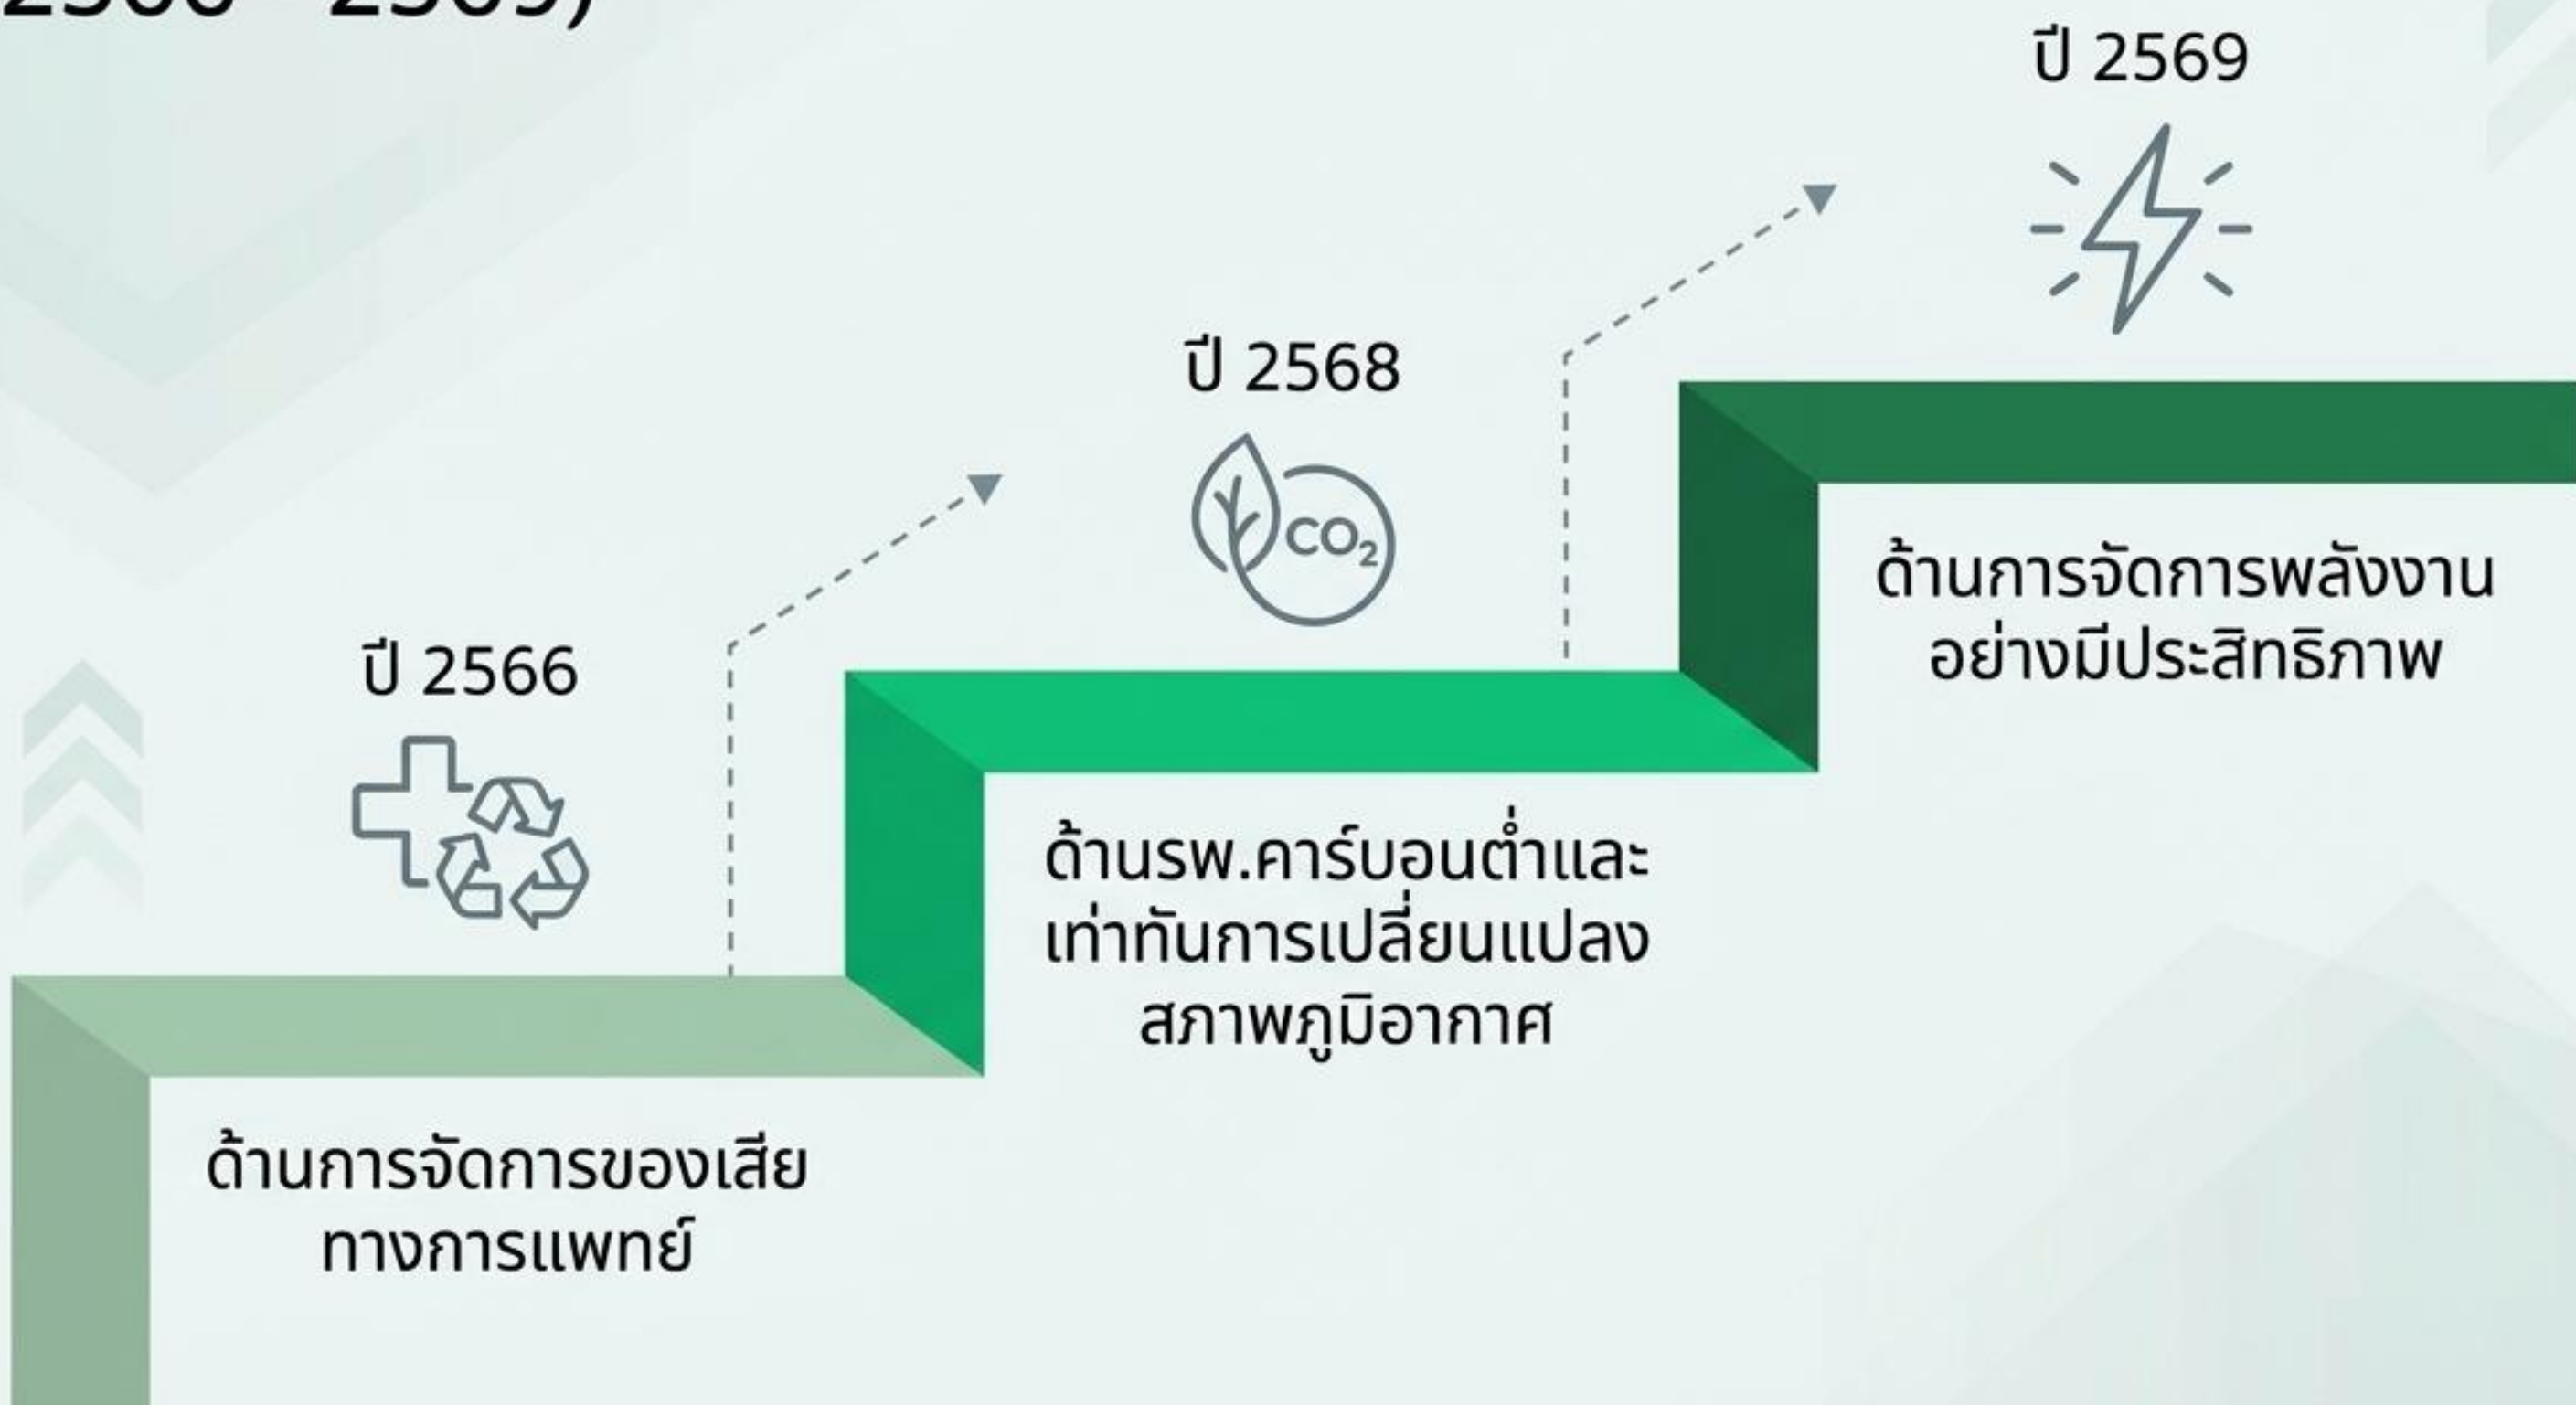 2566 - 2569)
ปี 2569
ปี 2568
CO₂
ด้านการจัดการพลังงาน
อย่างมีประสิทธิภาพ
ปี 2566
ด้านรพ.คาร์บอนต่ำและ
เท่าทันการเปลี่ยนแปลง
สภาพภูมิอากาศ
ด้านการจัดการของเสีย
ทางการแพทย์